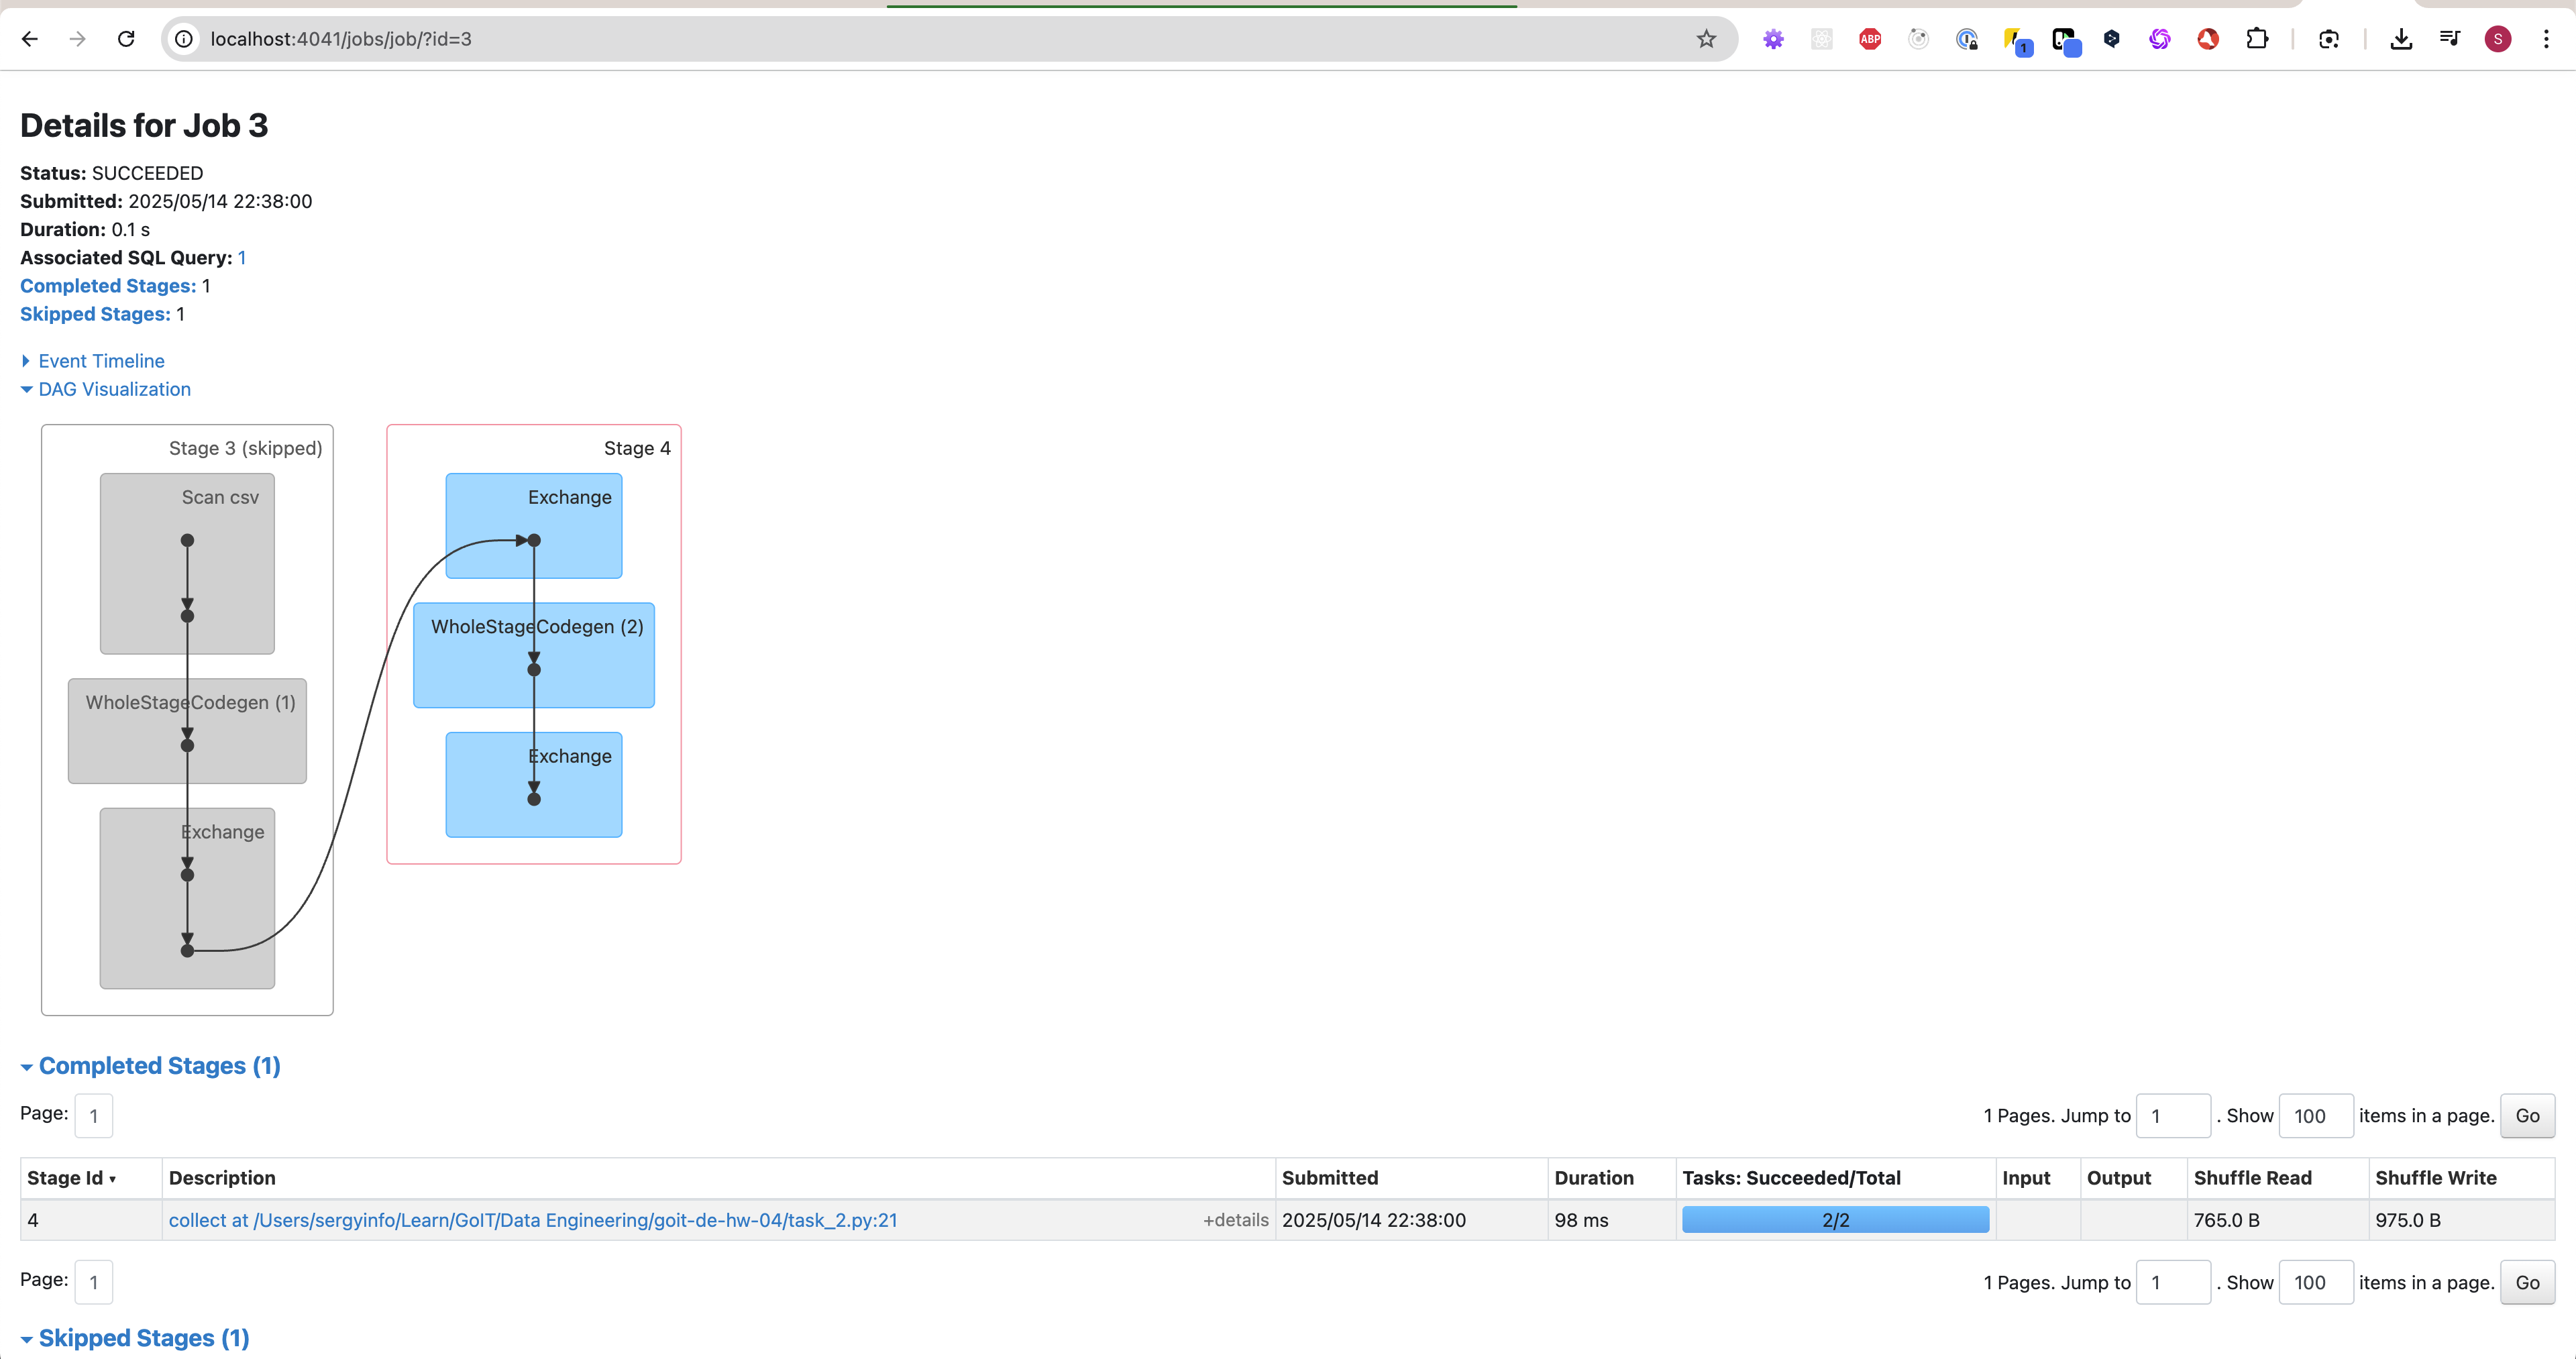 localhost:4041/jobs/job/?id=3
ABP
1
S
Details for Job 3
Status: SUCCEEDED
Submitted: 2025/05/14 22:38:00
Duration: 0.1 s
Associated SQL Query: 1
Completed Stages: 1
Skipped Stages: 1
Event Timeline
DAG Visualization
Stage 3 (skipped)
Scan csv
WholeStageCodegen (1)
Exchange
Stage 4
Exchange
WholeStageCodegen (2)
Exchange
Completed Stages (1)
Page: 1
1 Pages. Jump to 1 . Show 100 items in a page. Go
Stage Id ▾ Description Submitted Duration Tasks: Succeeded/Total Input Output Shuffle Read Shuffle Write
4 collect at /Users/sergyinfo/Learn/GoIT/Data Engineering/goit-de-hw-04/task_2.py:21 +details 2025/05/14 22:38:00 98 ms 2/2 765.0 B 975.0 B
Page: 1
1 Pages. Jump to 1 . Show 100 items in a page. Go
Skipped Stages (1)